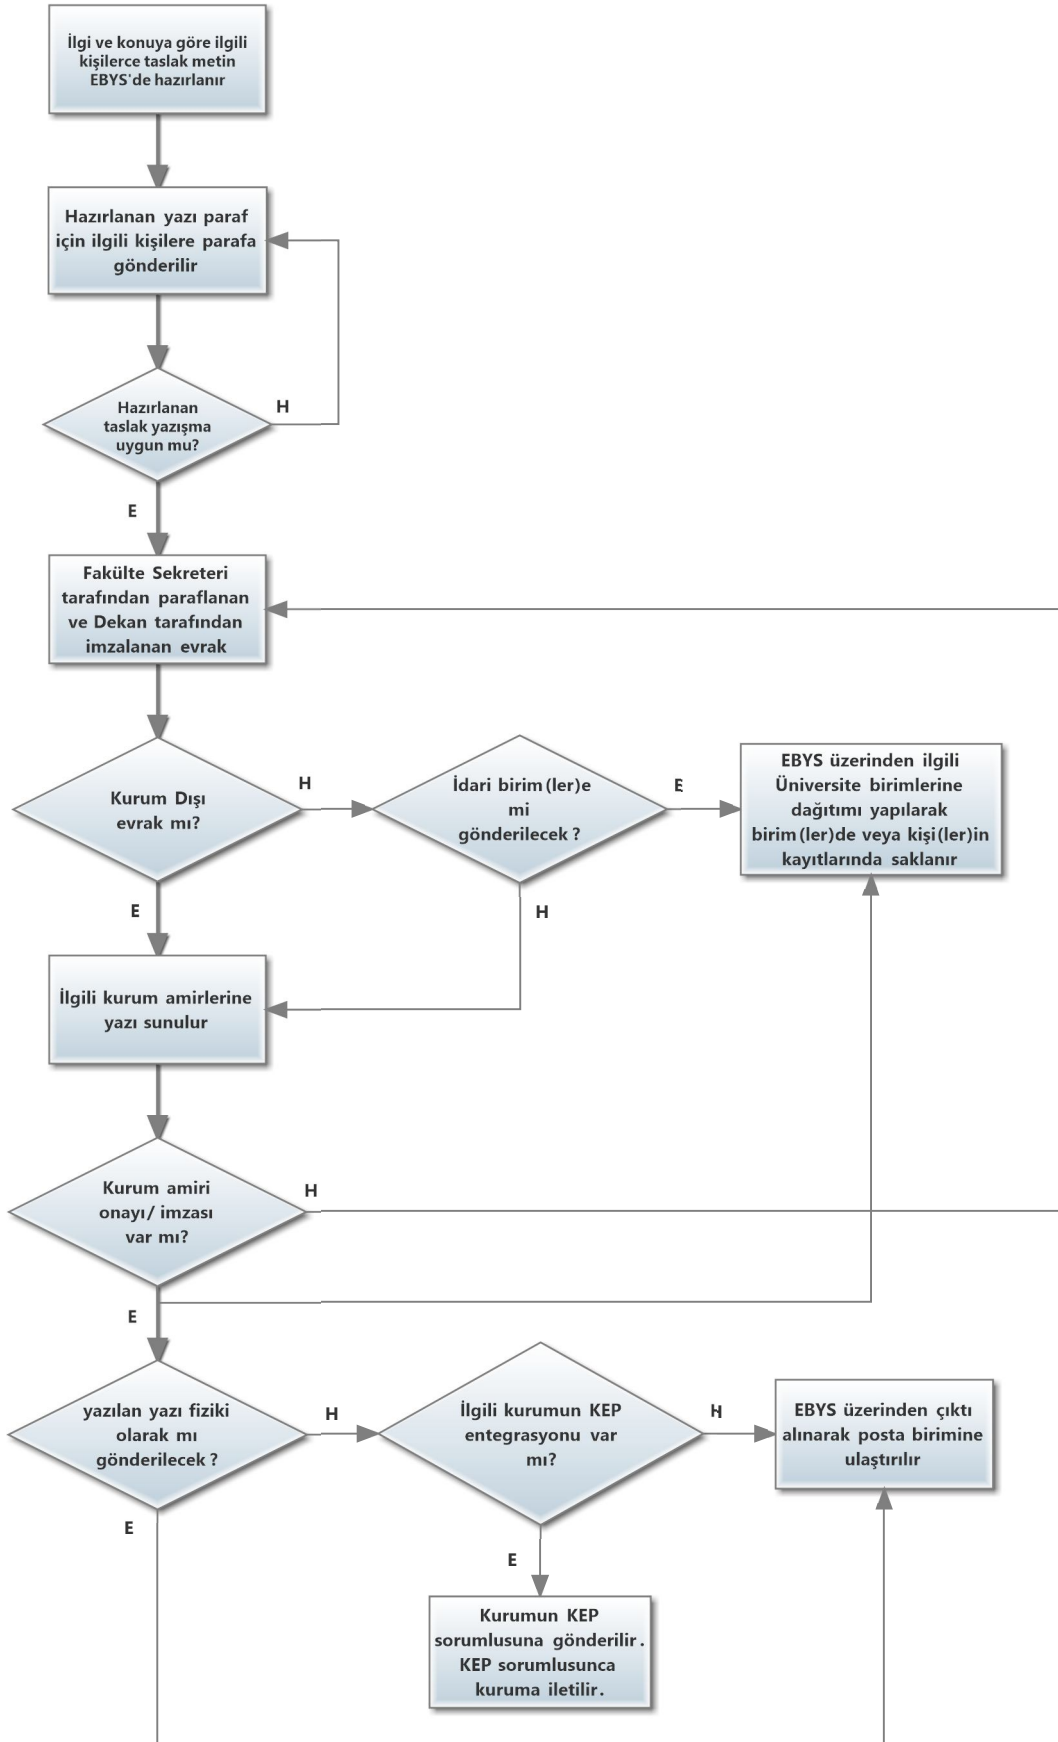 İlgi ve konuya göre ilgili
kişilerce taslak metin
EBYS'de hazırlanır
Hazırlanan yazı paraf
için ilgili kişilere parafa
gönderilir
Hazırlanan
taslak yazışma
uygun mu?
H
E
Fakülte Sekreteri
tarafından paraflanan
ve Dekan tarafından
imzalanan evrak
Kurum Dışı
evrak mı?
H
İdari birim(ler)e
mi
gönderilecek?
E
EBYS üzerinden ilgili
Üniversite birimlerine
dağıtımı yapılarak
birim(ler)de veya kişi(ler)in
kayıtlarında saklanır
E
H
İlgili kurum amirlerine
yazı sunulur
Kurum amiri
onayı/ imzası
var mı?
H
E
yazılan yazı fiziki
olarak mı
gönderilecek?
H
İlgili kurumun KEP
entegrasyonu var
mı?
H
EBYS üzerinden çıktı
alınarak posta birimine
ulaştırılır
E
E
Kurumun KEP
sorumlusuna gönderilir.
KEP sorumlusunca
kuruma iletilir.